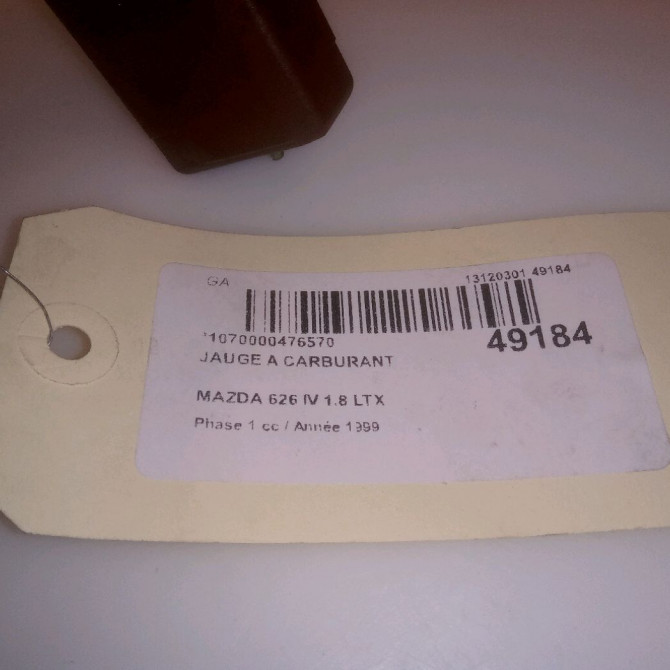 GA 13120301 49184
*1070000476570 49184
JAUGE A CARBURANT
MAZDA 626 IV 1.8 LTX
Phase 1 cc / Année 1999